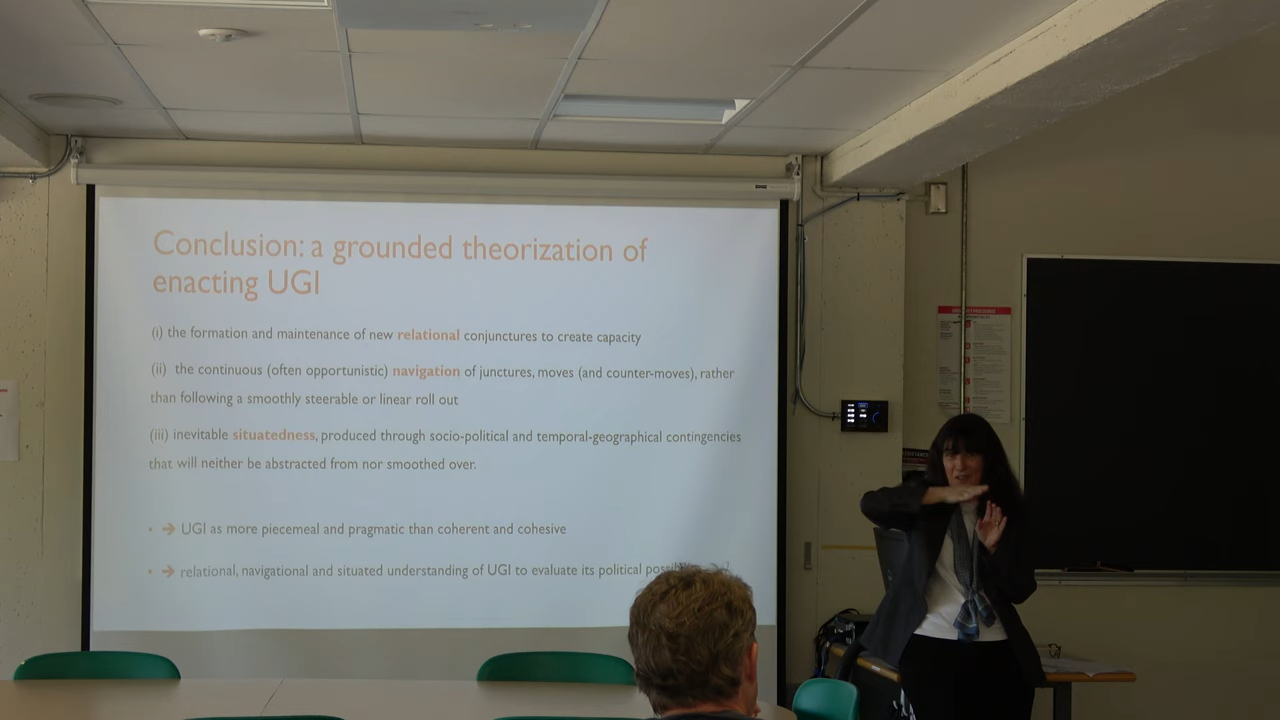 Conclusion: a grounded theorization of
enacting UGI
(i) the formation and maintenance of new relational conjunctures to create capacity
(ii) the continuous (often opportunistic) navigation of junctures, moves (and counter-moves), rather
than following a smoothly steerable or linear roll out
(iii) inevitable situatedness, produced through socio-political and temporal-geographical contingencies
that will neither be abstracted from nor smoothed over.
• → UGI as more piecemeal and pragmatic than coherent and cohesive
• → relational, navigational and situated understanding of UGI to evaluate its political